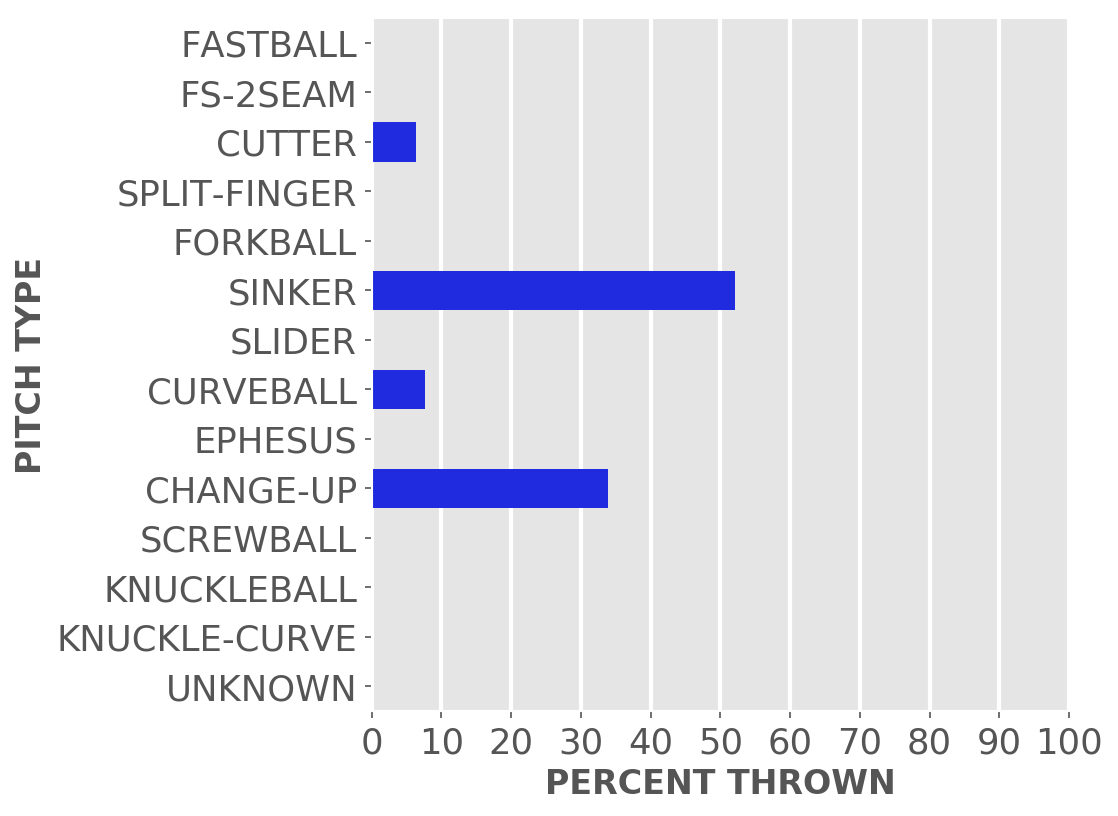 FASTBALL
FS-2SEAM
CUTTER
SPLIT-FINGER
FORKBALL
SINKER
SLIDER
CURVEBALL
EPHESUS
CHANGE-UP
SCREWBALL
KNUCKLEBALL
KNUCKLE-CURVE
UNKNOWN
PITCH TYPE
0 10 20 30 40 50 60 70 80 90 100
PERCENT THROWN